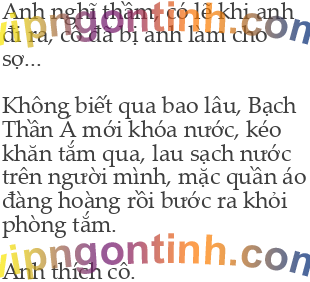 Anh nghĩ thầm, có lẽ khi anh
đi ra, cô đã bị anh làm cho
sợ...
Không biết qua bao lâu, Bạch
Thần Á mới khóa nước, kéo
khăn tắm qua, lau sạch nước
trên người mình, mặc quần áo
đàng hoàng rồi bước ra khỏi
phòng tắm.
vipngontinh.com
Anh thích cô.